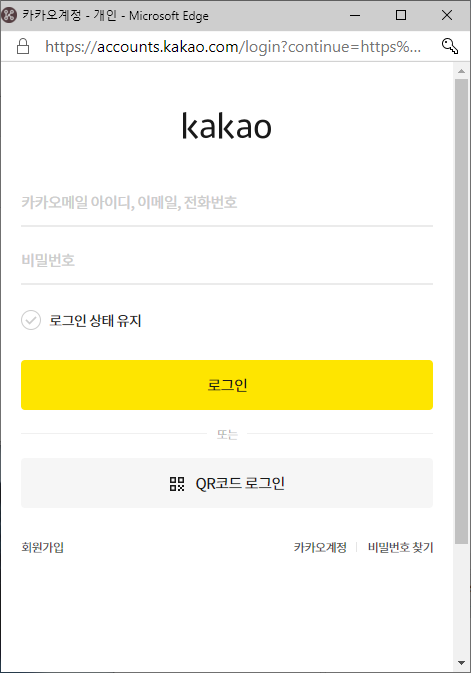 카카오계정 - 개인 - Microsoft Edge
https://accounts.kakao.com/login?continue=https%...
kakao
카카오메일 아이디, 이메일, 전화번호
비밀번호
로그인 상태 유지
로그인
또는
QR코드 로그인
회원가입 카카오계정 비밀번호 찾기